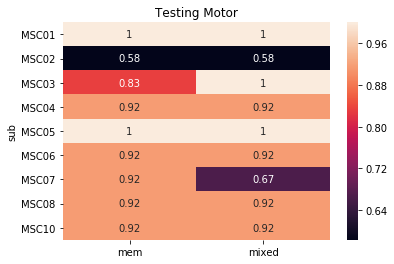 Testing Motor
MSC01 1 1
MSC02 0.58 0.58
MSC03 0.83 1
MSC04 0.92 0.92
MSC05 1 1
MSC06 0.92 0.92
MSC07 0.92 0.67
MSC08 0.92 0.92
MSC10 0.92 0.92
sub
mem mixed
0.96
0.88
0.80
0.72
0.64